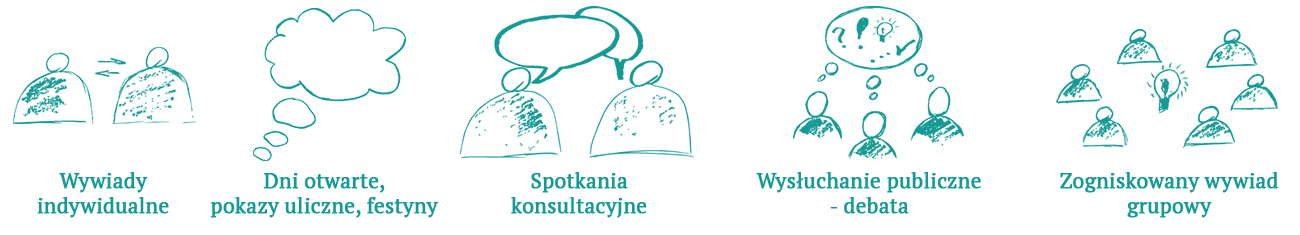 Wywiady
indywidualne
Dni otwarte,
pokazy uliczne, festyny
Spotkania
konsultacyjne
Wysłuchanie publiczne
- debata
Zogniskowany wywiad
grupowy